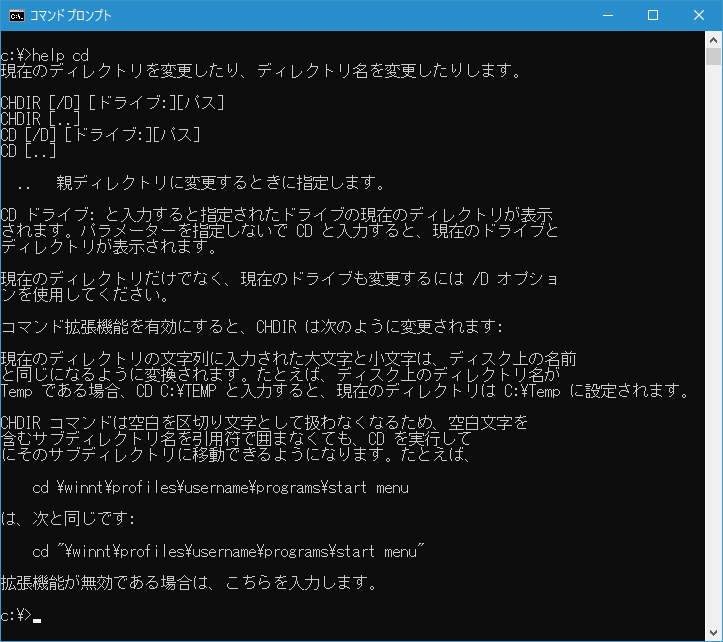 コマンドプロンプト
c:¥>help cd
現在のディレクトリを変更したり、ディレクトリ名を変更したりします。
CHDIR [/D] [ドライブ:][パス]
CHDIR [..]
CD [/D] [ドライブ:][パス]
CD [..]
.. 親ディレクトリに変更するときに指定します。
CD ドライブ: と入力すると指定されたドライブの現在のディレクトリが表示
されます。パラメーターを指定しないで CD と入力すると、現在のドライブと
ディレクトリが表示されます。
現在のディレクトリだけでなく、現在のドライブも変更するには /D オプショ
ンを使用してください。
コマンド拡張機能を有効にすると、CHDIR は次のように変更されます:
現在のディレクトリの文字列に入力された大文字と小文字は、ディスク上の名前
と同じになるように変換されます。たとえば、ディスク上のディレクトリ名が
Temp である場合、CD C:¥TEMP と入力すると、現在のディレクトリは C:¥Temp に設定されます。
CHDIR コマンドは空白を区切り文字として扱わなくなるため、空白文字を
含むサブディレクトリ名を引用符で囲まなくても、CD を実行して
にそのサブディレクトリに移動できるようになります。たとえば、
cd ¥winnt¥profiles¥username¥programs¥start menu
は、次と同じです:
cd "¥winnt¥profiles¥username¥programs¥start menu"
拡張機能が無効である場合は、こちらを入力します。
c:¥>